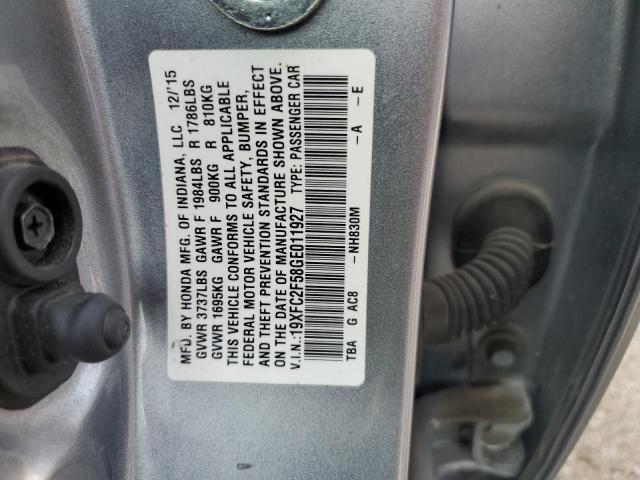 MFG. BY HONDA MFG. OF INDIANA, LLC 12/'15
GVWR 3737LBS GAWR F 1984LBS R 1786LBS
GVWR 1695KG GAWR F 900KG R 810KG
THIS VEHICLE CONFORMS TO ALL APPLICABLE
FEDERAL MOTOR VEHICLE SAFETY, BUMPER,
AND THEFT PREVENTION STANDARDS IN EFFECT
ON THE DATE OF MANUFACTURE SHOWN ABOVE.
V.I.N.:19XFC2F58GE011927 TYPE: PASSENGER CAR
TBA G AC8 -NH830M -A -E